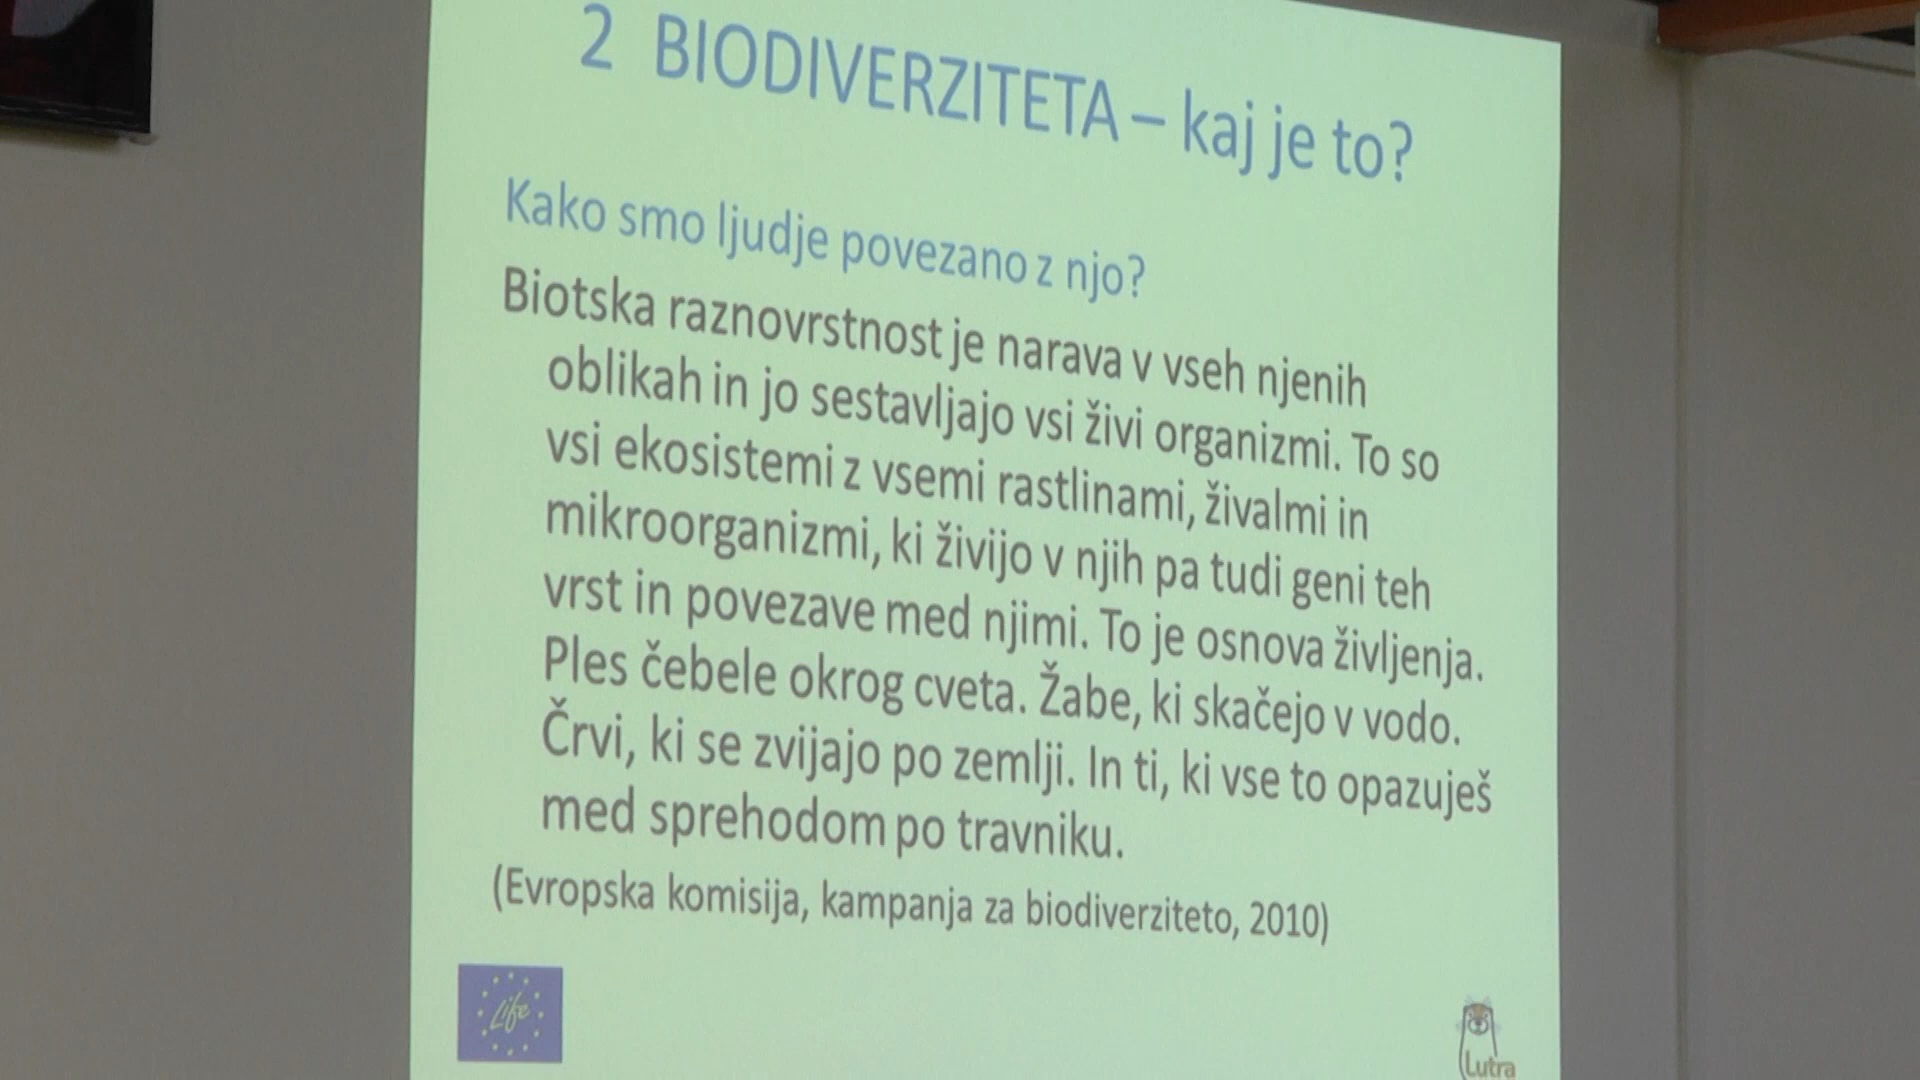 2 BIODIVERZITETA – kaj je to?
Kako smo ljudje povezano z njo?
Biotska raznovrstnost je narava v vseh njenih
oblikah in jo sestavljajo vsi živi organizmi. To so
vsi ekosistemi z vsemi rastlinami, živalmi in
mikroorganizmi, ki živijo v njih pa tudi geni teh
vrst in povezave med njimi. To je osnova življenja.
Ples čebele okrog cveta. Žabe, ki skačejo v vodo.
Črvi, ki se zvijajo po zemlji. In ti, ki vse to opazuješ
med sprehodom po travniku.
(Evropska komisija, kampanja za biodiverziteto, 2010)
Life
Lutra